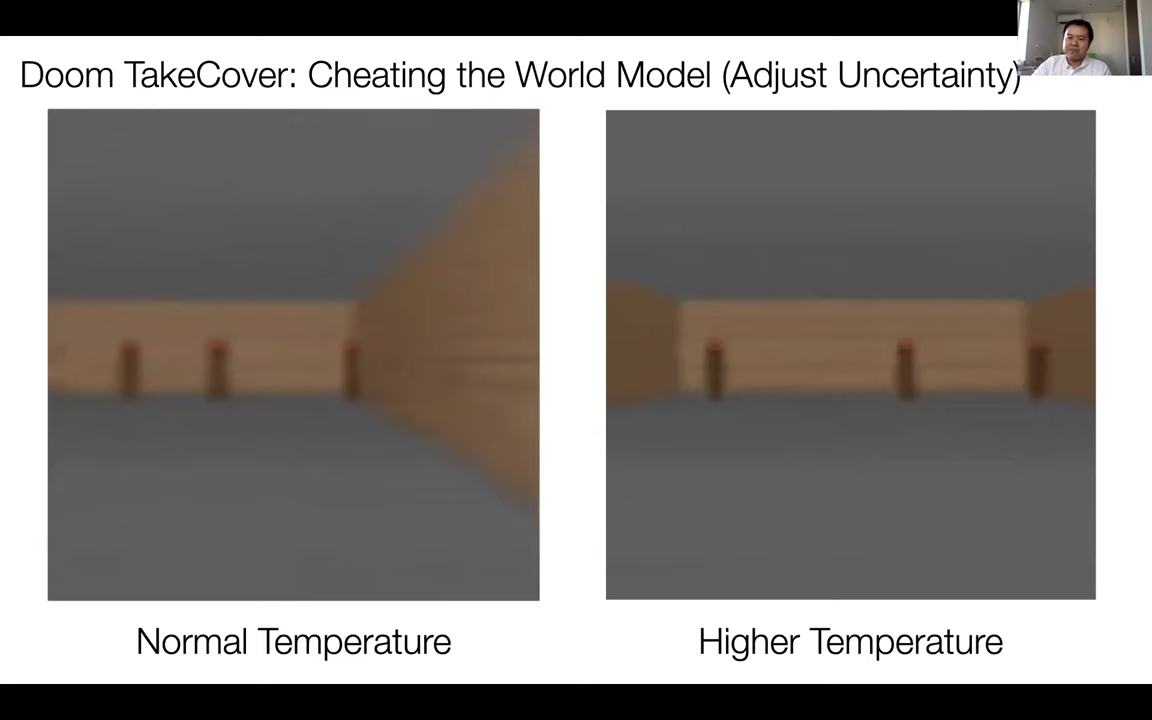 Doom TakeCover: Cheating the World Model (Adjust Uncertainty)
Normal Temperature
Higher Temperature